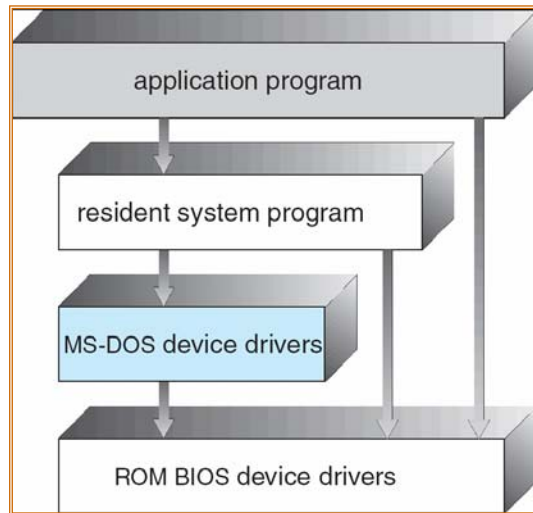 application program
resident system program
MS-DOS device drivers
ROM BIOS device drivers